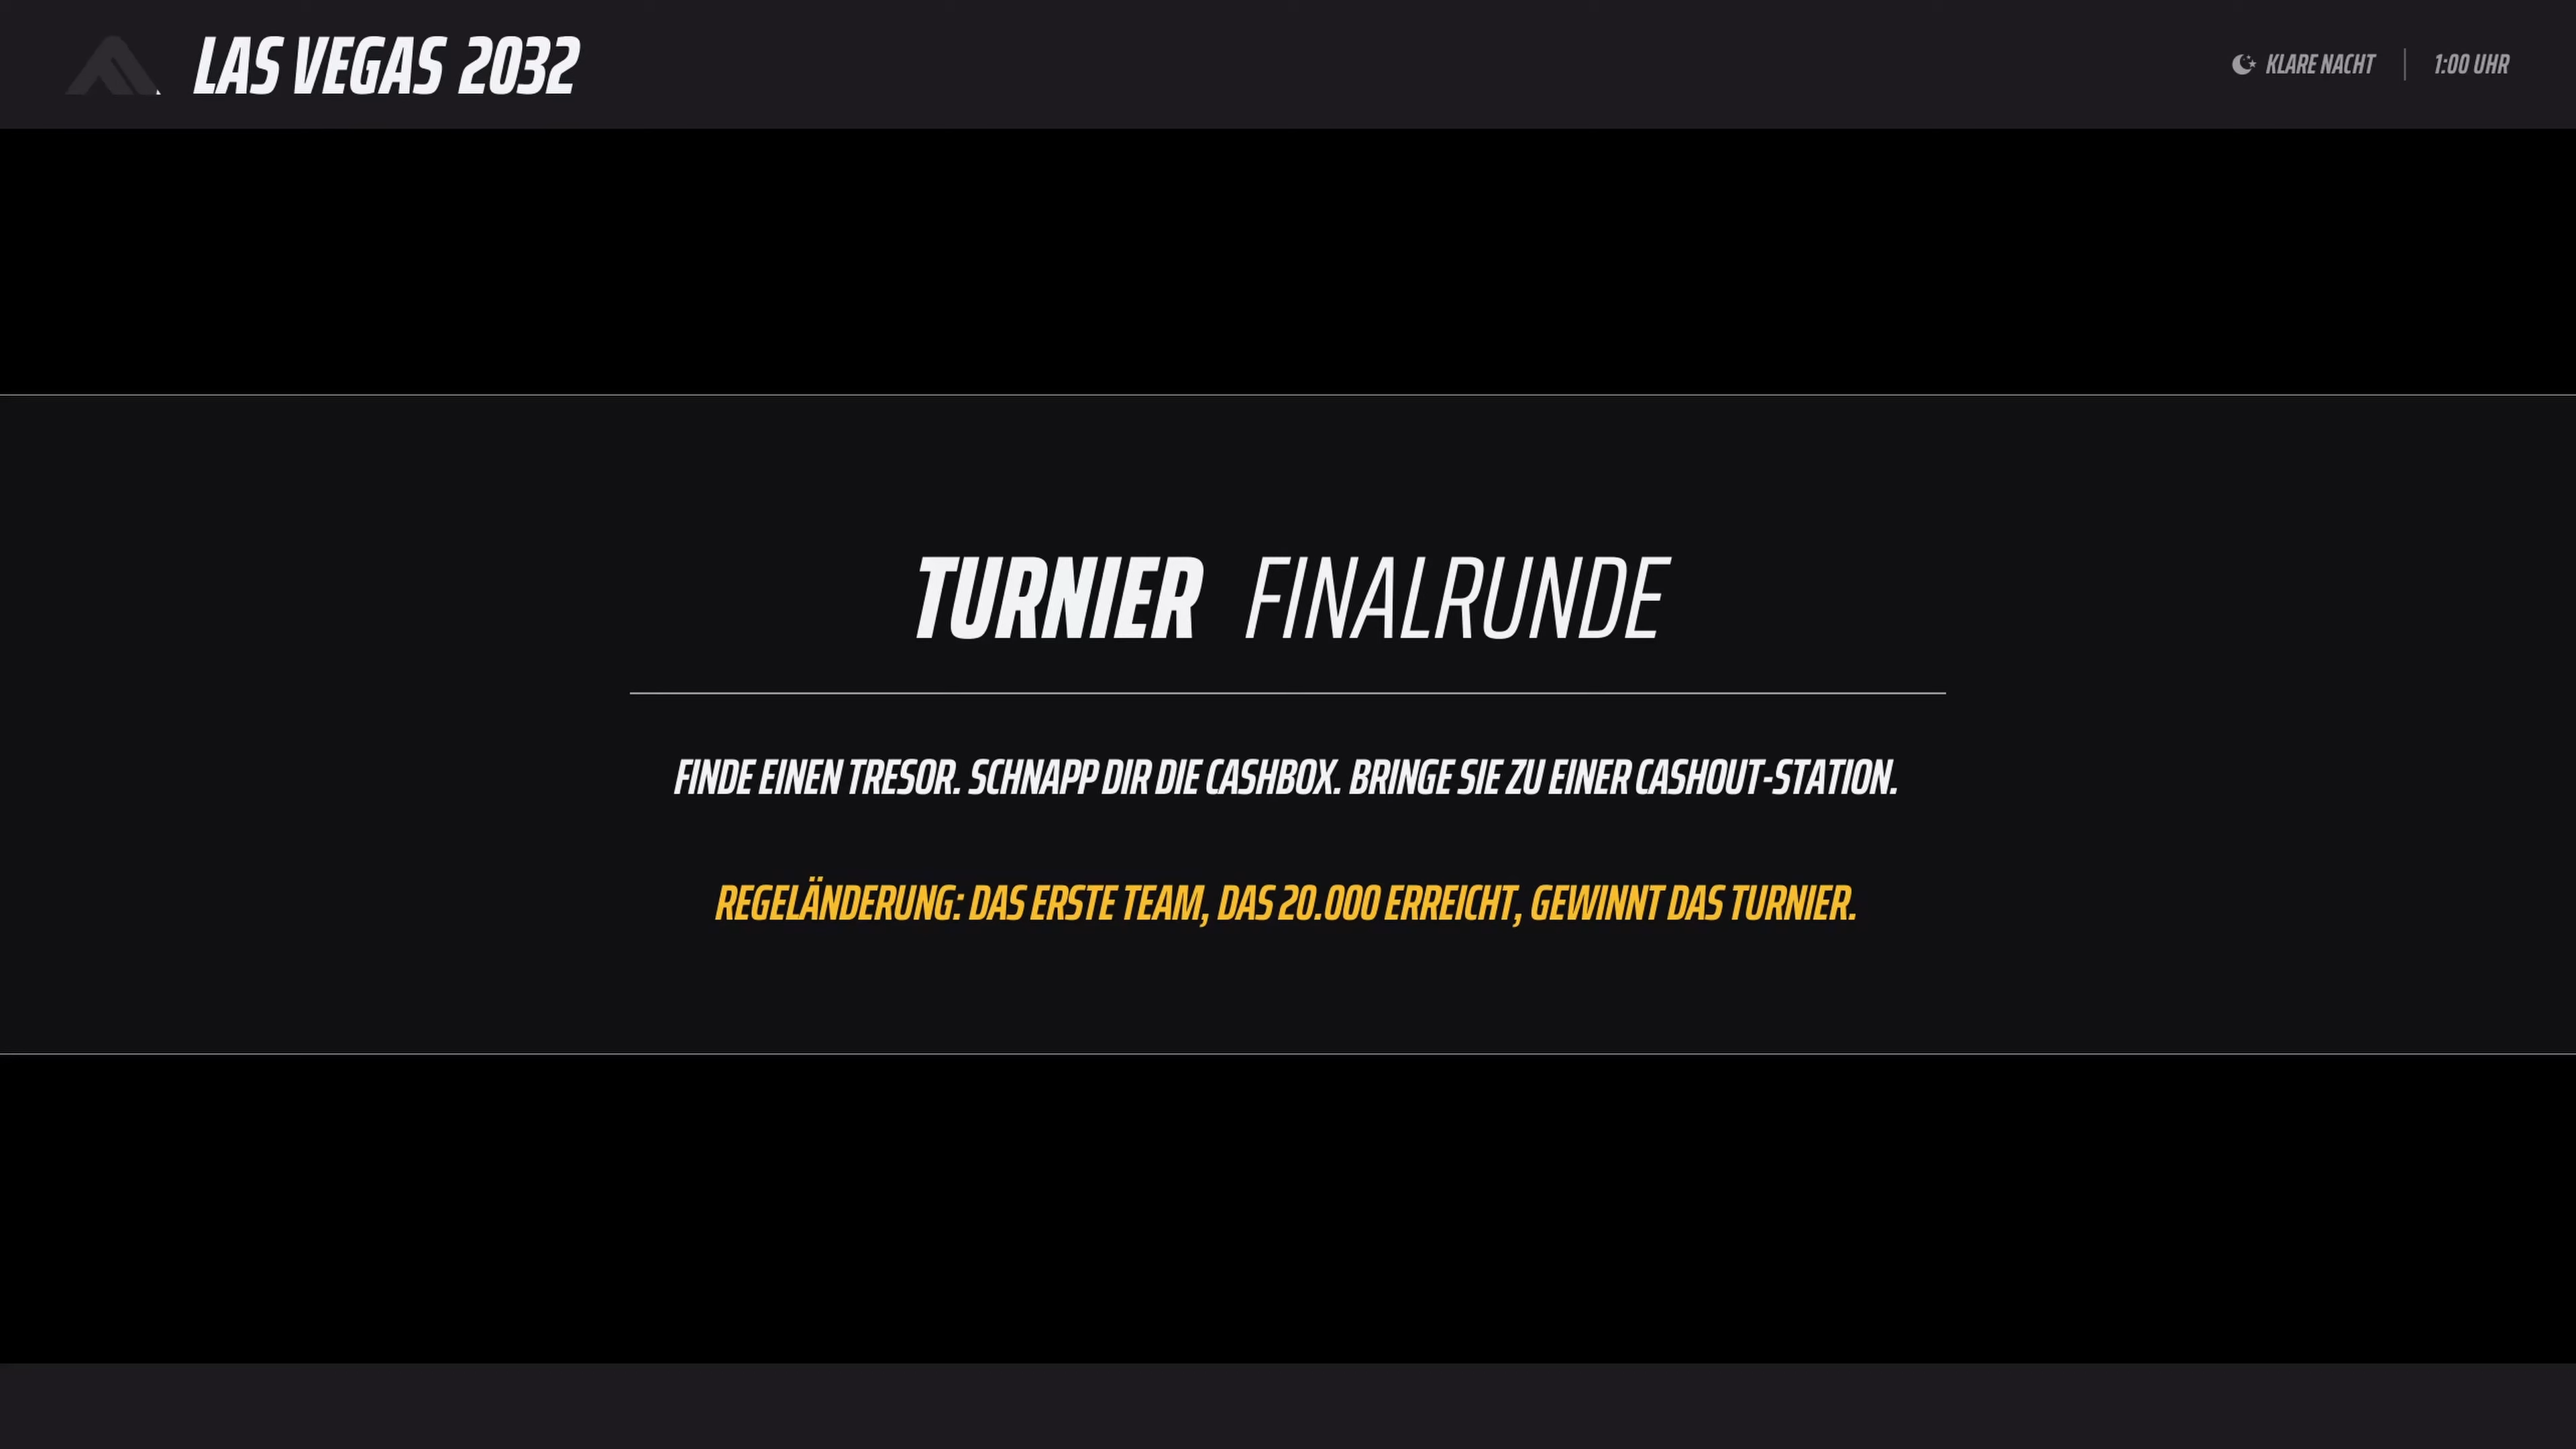 LAS VEGAS 2032
KLARE NACHT
1:00 UHR
TURNIER FINALRUNDE
FINDE EINEN TRESOR. SCHNAPP DIR DIE CASHBOX. BRINGE SIE ZU EINER CASHOUT-STATION.
REGELÄNDERUNG: DAS ERSTE TEAM, DAS 20.000 ERREICHT, GEWINNT DAS TURNIER.